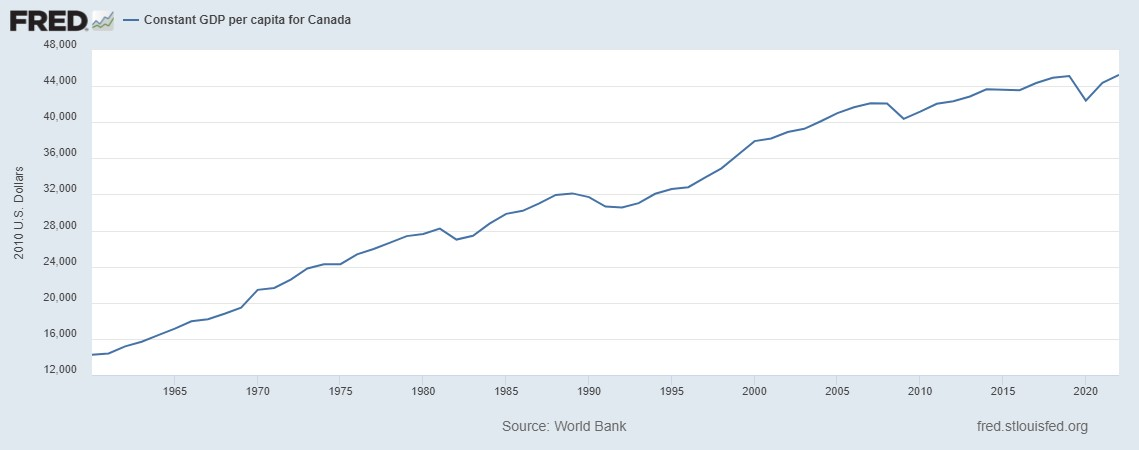 FRED Constant GDP per capita for Canada
48,000
44,000
40,000
36,000
32,000
28,000
24,000
20,000
16,000
12,000
2010 U.S. Dollars
1965 1970 1975 1980 1985 1990 1995 2000 2005 2010 2015 2020
Source: World Bank
fred.stlouisfed.org